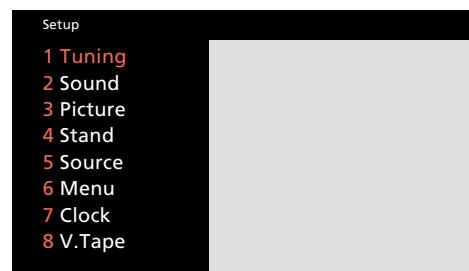 Setup
1 Tuning
2 Sound
3 Picture
4 Stand
5 Source
6 Menu
7 Clock
8 V.Tape